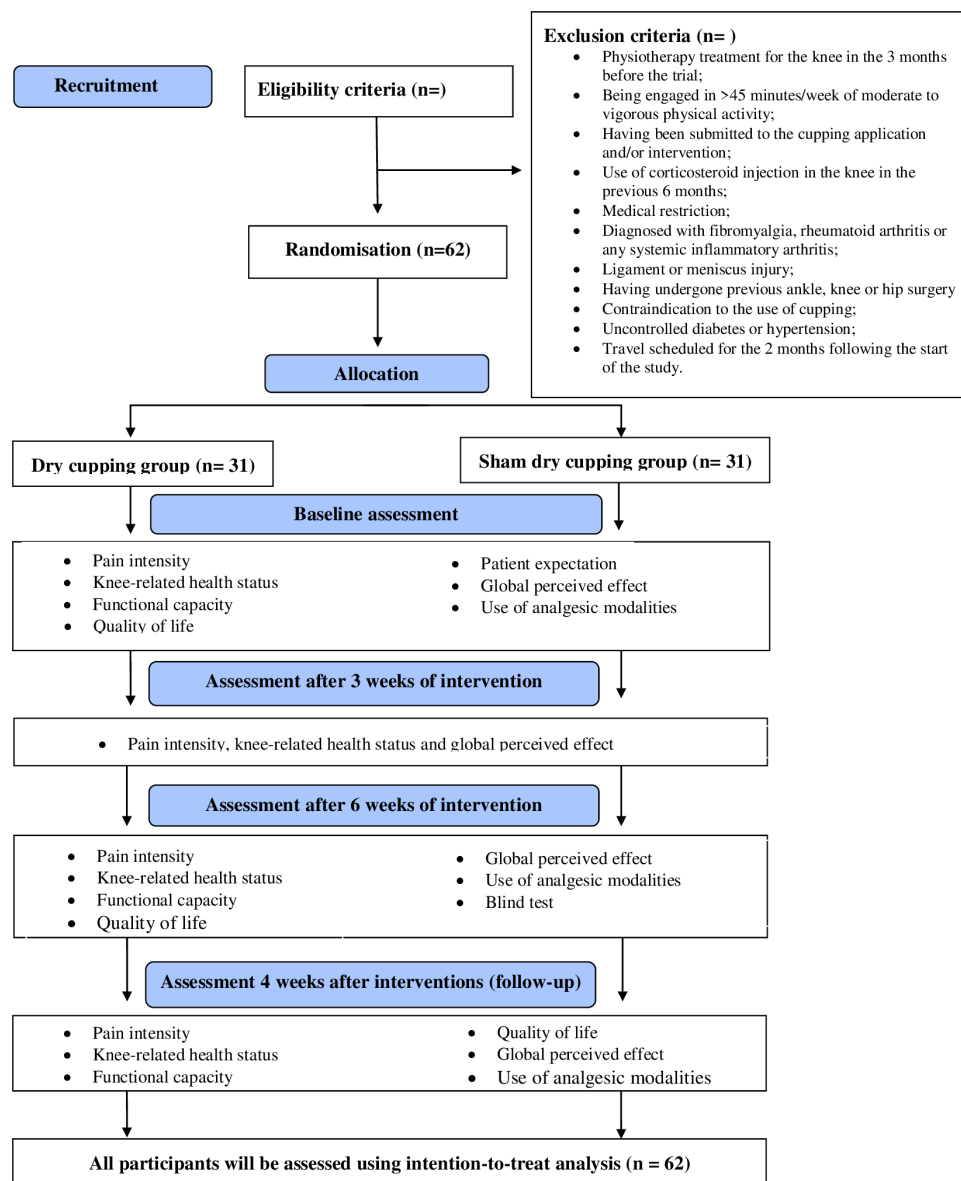 Recruitment
Eligibility criteria (n=)
Exclusion criteria (n= )
• Physiotherapy treatment for the knee in the 3 months
before the trial;
• Being engaged in >45 minutes/week of moderate to
vigorous physical activity;
• Having been submitted to the cupping application
and/or intervention;
• Use of corticosteroid injection in the knee in the
previous 6 months;
• Medical restriction;
• Diagnosed with fibromyalgia, rheumatoid arthritis or
any systemic inflammatory arthritis;
• Ligament or meniscus injury;
• Having undergone previous ankle, knee or hip surgery
• Contraindication to the use of cupping;
• Uncontrolled diabetes or hypertension;
• Travel scheduled for the 2 months following the start
of the study.
Randomisation (n=62)
Allocation
Dry cupping group (n= 31)
Sham dry cupping group (n= 31)
Baseline assessment
• Pain intensity
• Knee-related health status
• Functional capacity
• Quality of life
• Patient expectation
• Global perceived effect
• Use of analgesic modalities
Assessment after 3 weeks of intervention
• Pain intensity, knee-related health status and global perceived effect
Assessment after 6 weeks of intervention
• Pain intensity
• Knee-related health status
• Functional capacity
• Quality of life
• Global perceived effect
• Use of analgesic modalities
• Blind test
Assessment 4 weeks after interventions (follow-up)
• Pain intensity
• Knee-related health status
• Functional capacity
• Quality of life
• Global perceived effect
• Use of analgesic modalities
All participants will be assessed using intention-to-treat analysis (n = 62)